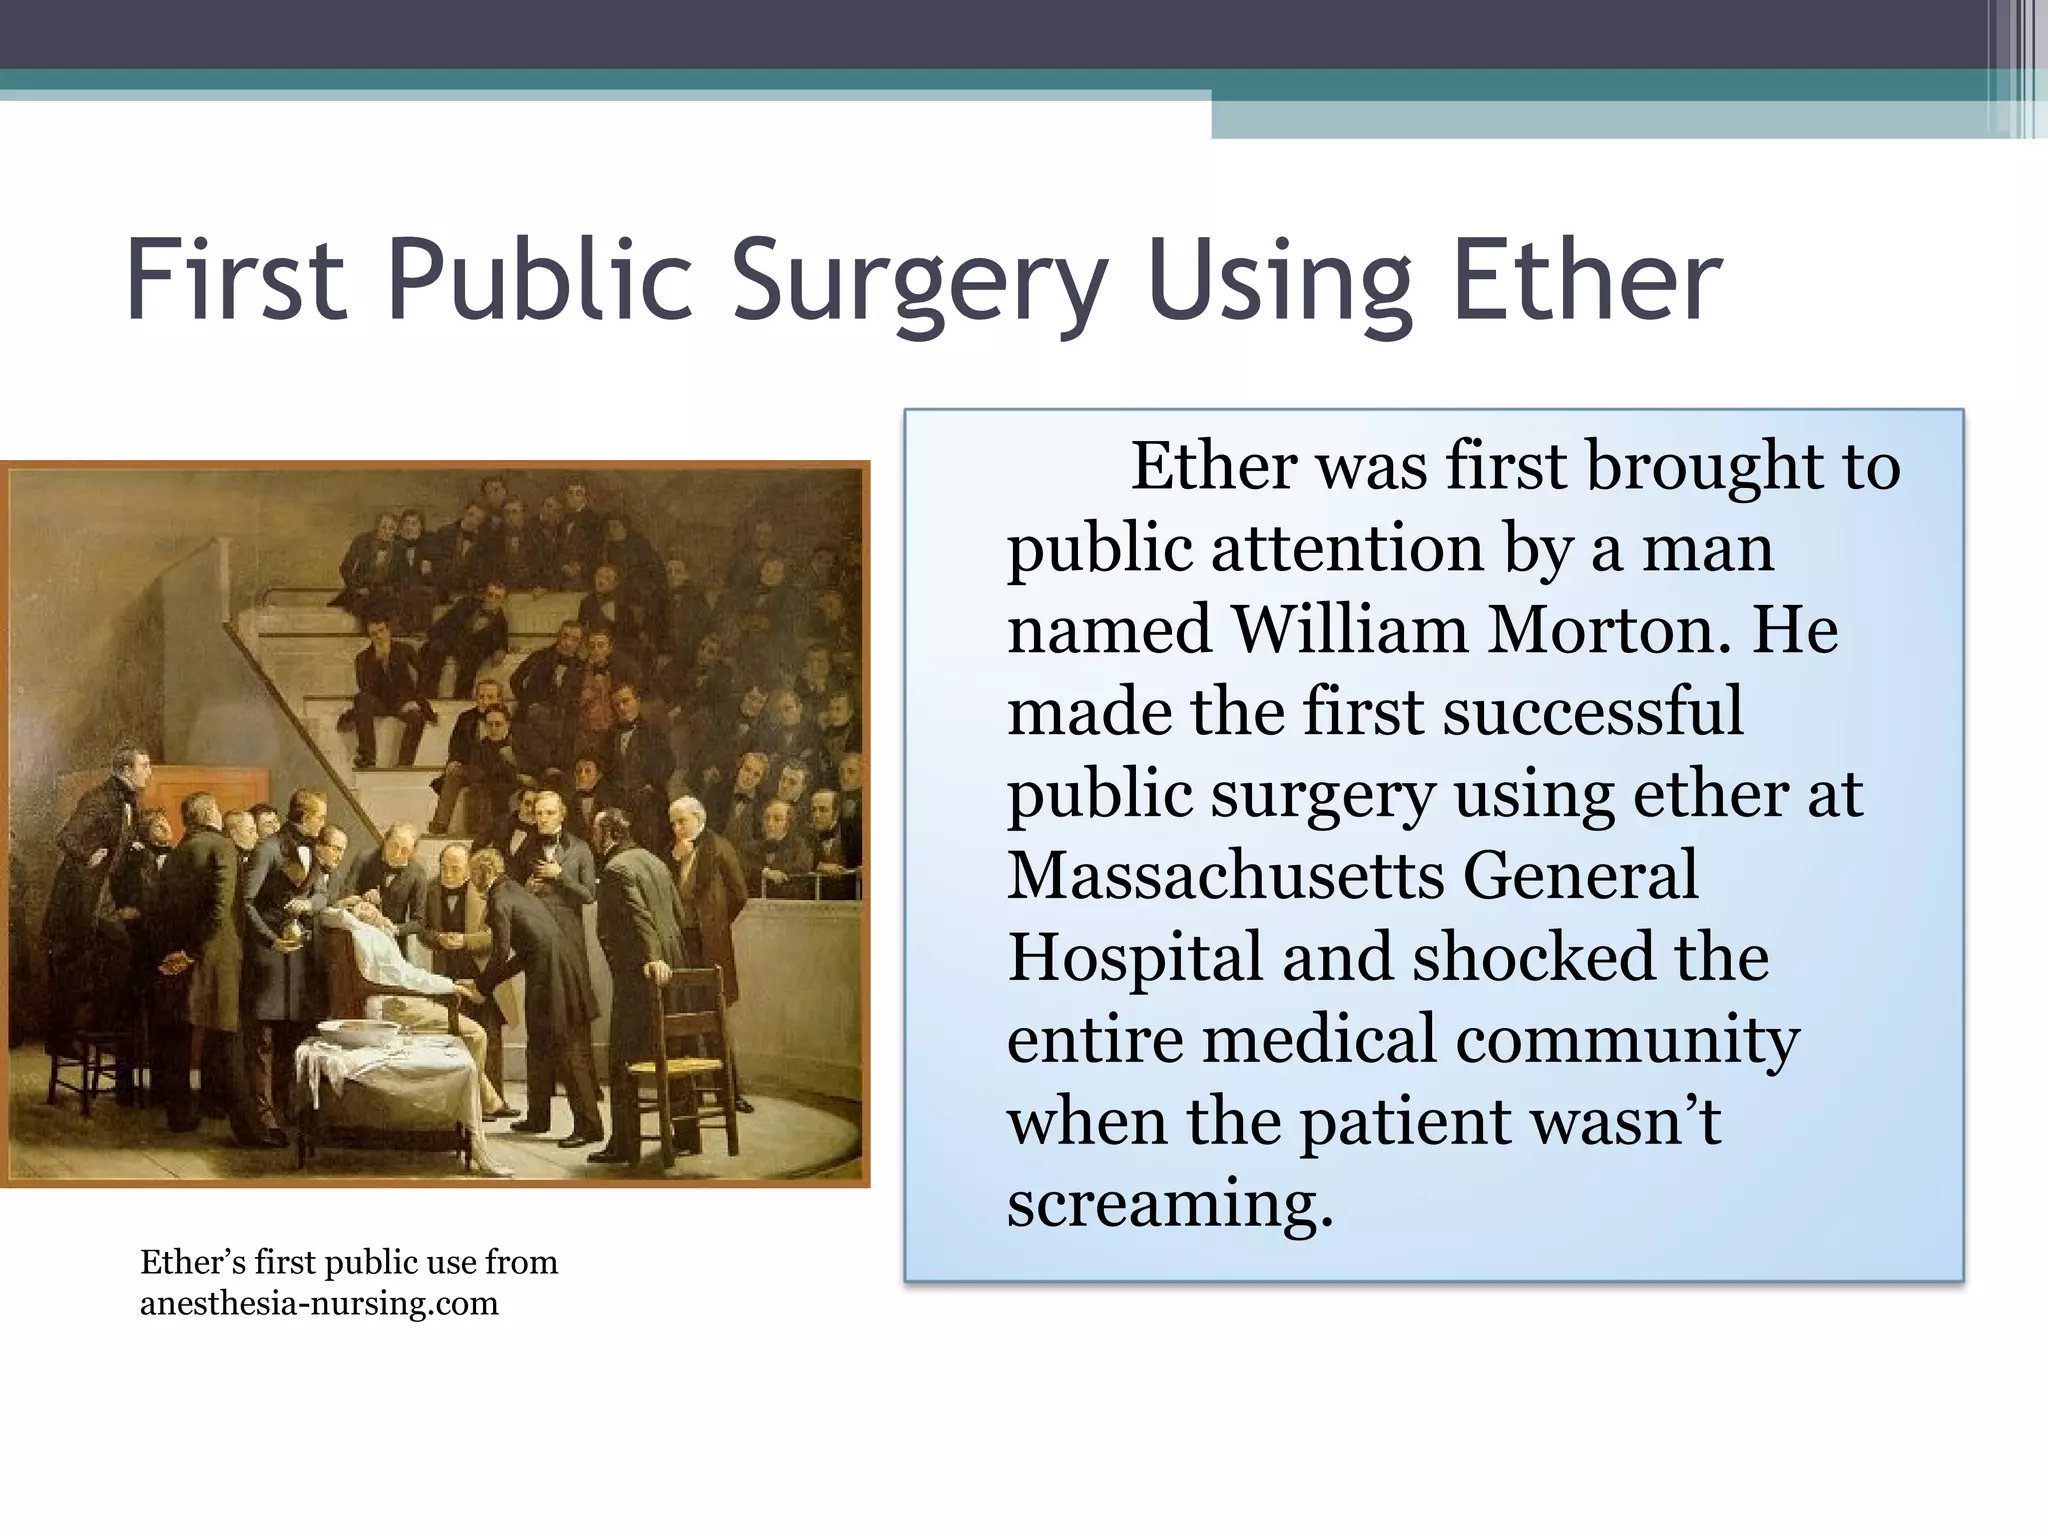 First Public Surgery Using Ether
Ether was first brought to
public attention by a man
named William Morton. He
made the first successful
public surgery using ether at
Massachusetts General
Hospital and shocked the
entire medical community
when the patient wasn’t
screaming.
Ether’s first public use from
anesthesia-nursing.com